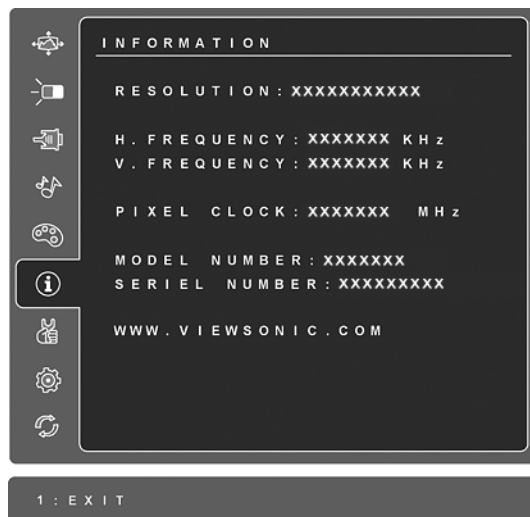 INFORMATION
RESOLUTION: XXXXXXXXXXX
H. FREQUENCY: XXXXXXX KHz
V. FREQUENCY: XXXXXXX KHz
PIXEL CLOCK: XXXXXXX MHz
MODEL NUMBER: XXXXXXX
SERIEL NUMBER: XXXXXXXXX
WWW.VIEWSONIC.COM
1:EXIT